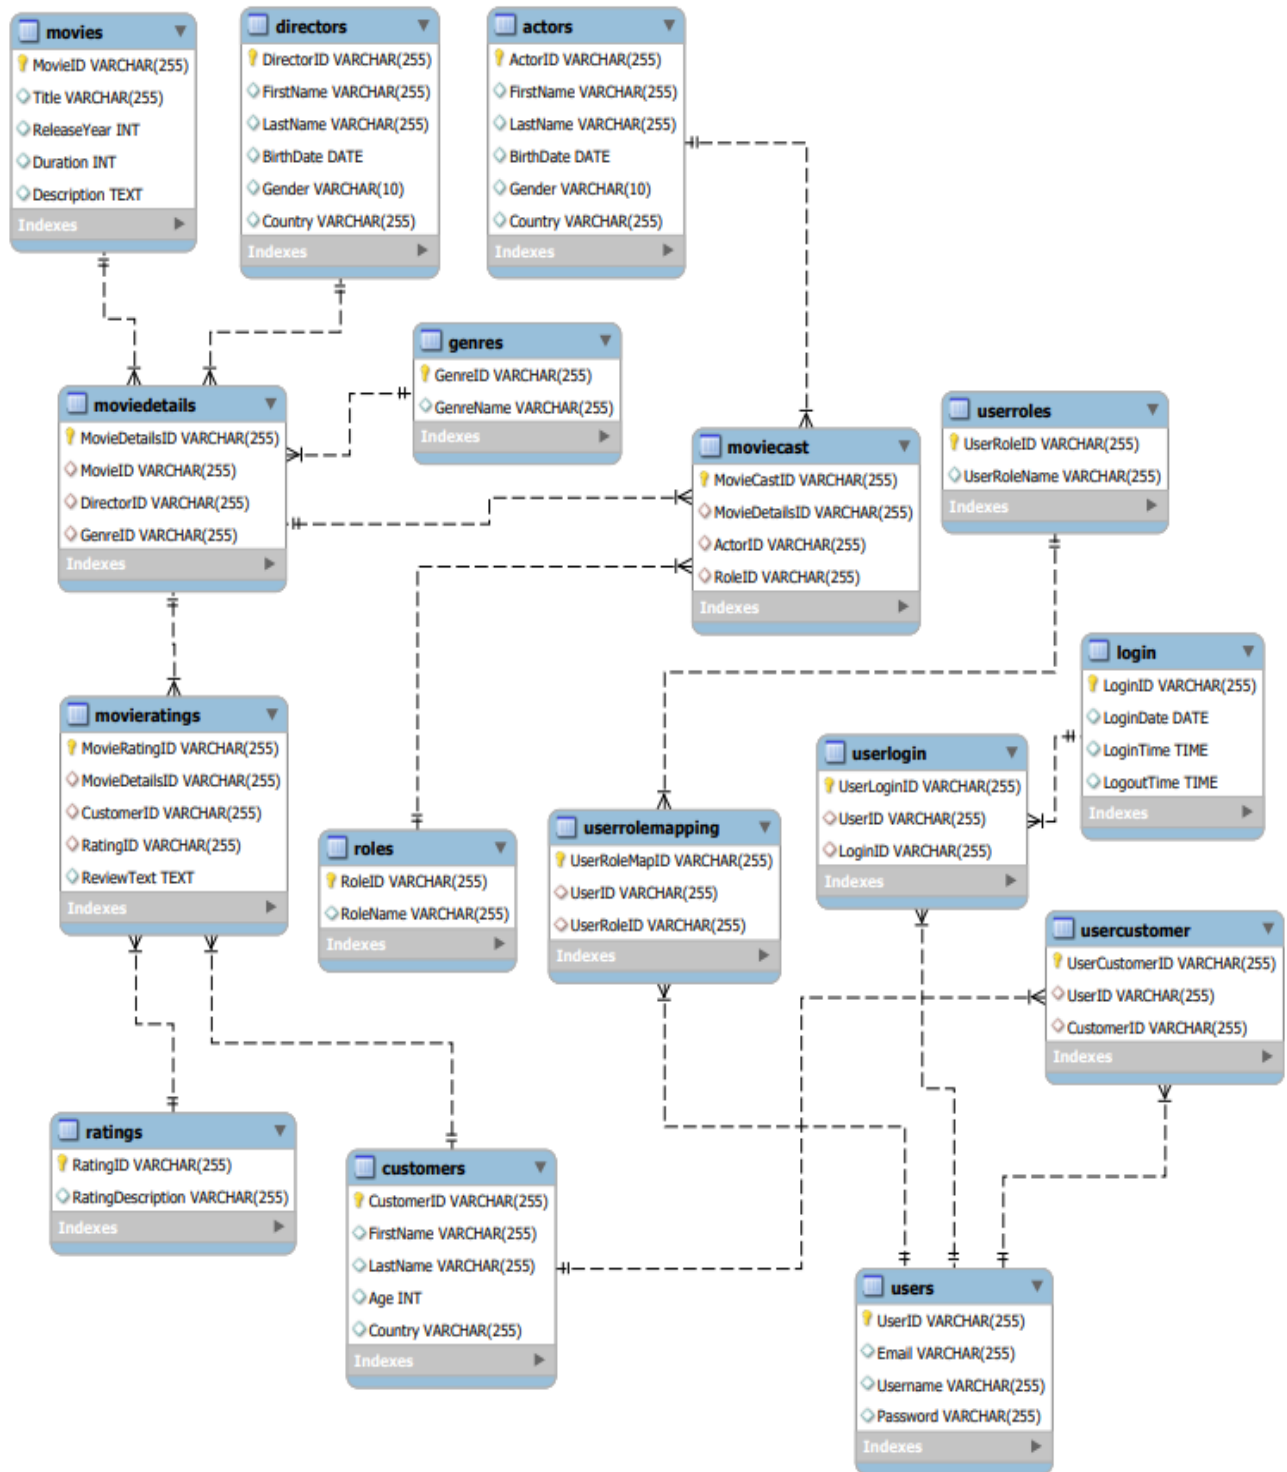 movies
MovieID VARCHAR(255)
Title VARCHAR(255)
ReleaseYear INT
Duration INT
Description TEXT
Indexes
directors
DirectorID VARCHAR(255)
FirstName VARCHAR(255)
LastName VARCHAR(255)
BirthDate DATE
Gender VARCHAR(10)
Country VARCHAR(255)
Indexes
actors
ActorID VARCHAR(255)
FirstName VARCHAR(255)
LastName VARCHAR(255)
BirthDate DATE
Gender VARCHAR(10)
Country VARCHAR(255)
Indexes
genres
GenreID VARCHAR(255)
GenreName VARCHAR(255)
Indexes
moviedetails
MovieDetailsID VARCHAR(255)
MovieID VARCHAR(255)
DirectorID VARCHAR(255)
GenreID VARCHAR(255)
Indexes
moviecast
MovieCastID VARCHAR(255)
MovieDetailsID VARCHAR(255)
ActorID VARCHAR(255)
RoleID VARCHAR(255)
Indexes
userroles
UserRoleID VARCHAR(255)
UserRoleName VARCHAR(255)
Indexes
login
LoginID VARCHAR(255)
LoginDate DATE
LoginTime TIME
LogoutTime TIME
Indexes
movieratings
MovieRatingID VARCHAR(255)
MovieDetailsID VARCHAR(255)
CustomerID VARCHAR(255)
RatingID VARCHAR(255)
ReviewText TEXT
Indexes
roles
RoleID VARCHAR(255)
RoleName VARCHAR(255)
Indexes
userrolemapping
UserRoleMapID VARCHAR(255)
UserID VARCHAR(255)
UserRoleID VARCHAR(255)
Indexes
userlogin
UserLoginID VARCHAR(255)
UserID VARCHAR(255)
LoginID VARCHAR(255)
Indexes
usercustomer
UserCustomerID VARCHAR(255)
UserID VARCHAR(255)
CustomerID VARCHAR(255)
Indexes
ratings
RatingID VARCHAR(255)
RatingDescription VARCHAR(255)
Indexes
customers
CustomerID VARCHAR(255)
FirstName VARCHAR(255)
LastName VARCHAR(255)
Age INT
Country VARCHAR(255)
Indexes
users
UserID VARCHAR(255)
Email VARCHAR(255)
Username VARCHAR(255)
Password VARCHAR(255)
Indexes